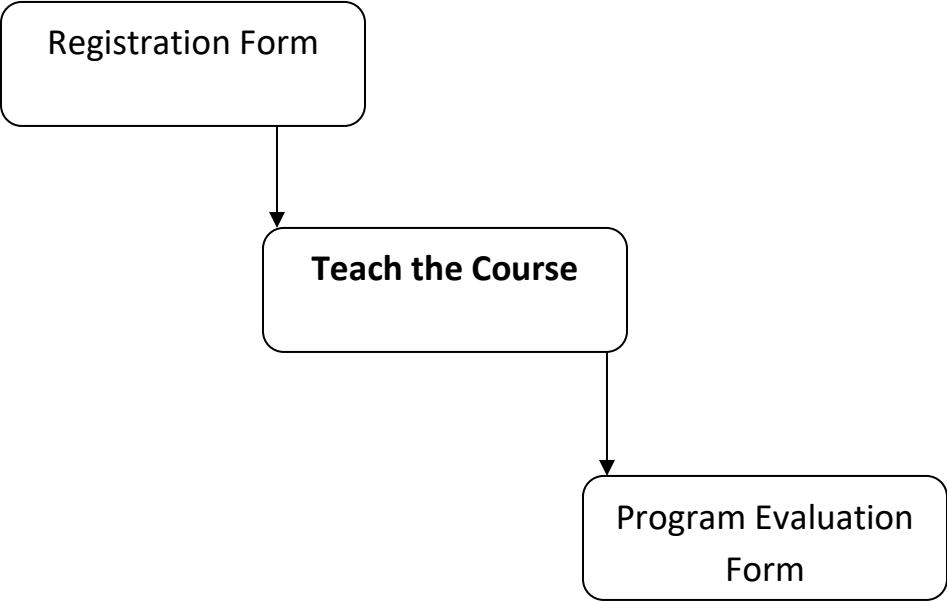 Registration Form
Teach the Course
Program Evaluation
Form